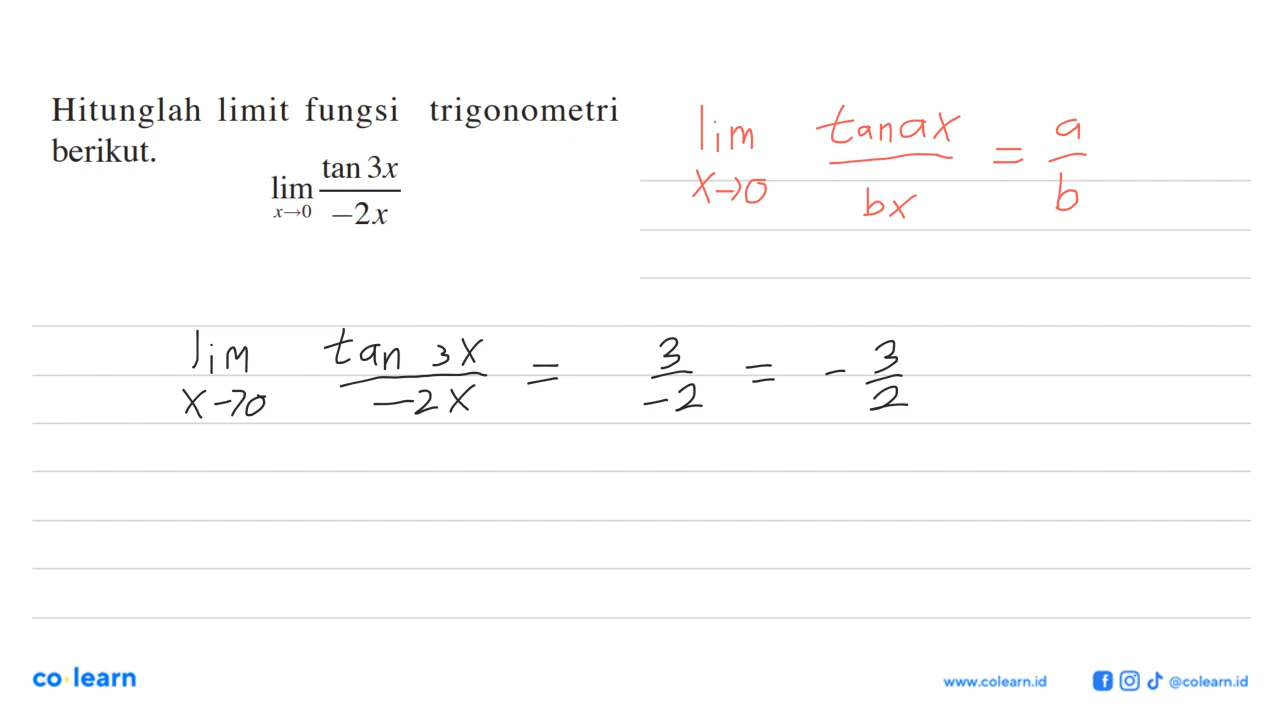 Hitunglah limit fungsi trigonometri
berikut.
lim x→0 tan 3x / -2x
lim x→0 tan ax / bx = a / b
lim x→0 tan 3x / -2x = 3 / -2 = - 3 / 2
co·learn
www.colearn.id
@colearn.id